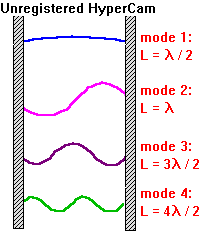 Unregistered HyperCam
mode 1:
L = λ / 2
mode 2:
L = λ
mode 3:
L = 3λ / 2
mode 4:
L = 4λ / 2